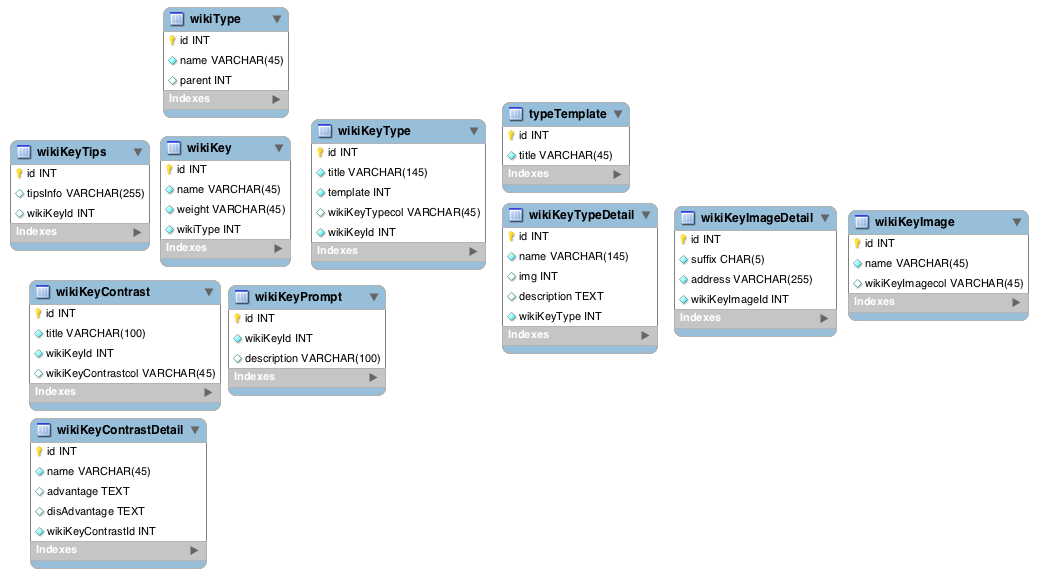 wikiType
id INT
name VARCHAR(45)
parent INT
Indexes
wikiKeyTips
id INT
tipsInfo VARCHAR(255)
wikiKeyId INT
Indexes
wikiKey
id INT
name VARCHAR(45)
weight VARCHAR(45)
wikiType INT
Indexes
wikiKeyType
id INT
title VARCHAR(145)
template INT
wikiKeyTypecol VARCHAR(45)
wikiKeyId INT
Indexes
typeTemplate
id INT
title VARCHAR(45)
Indexes
wikiKeyTypeDetail
id INT
name VARCHAR(145)
img INT
description TEXT
wikiKeyType INT
Indexes
wikiKeyImageDetail
id INT
suffix CHAR(5)
address VARCHAR(255)
wikiKeyImageId INT
Indexes
wikiKeyImage
id INT
name VARCHAR(45)
wikiKeyImagecol VARCHAR(45)
Indexes
wikiKeyContrast
id INT
title VARCHAR(100)
wikiKeyId INT
wikiKeyContrastcol VARCHAR(45)
Indexes
wikiKeyPrompt
id INT
wikiKeyId INT
description VARCHAR(100)
Indexes
wikiKeyContrastDetail
id INT
name VARCHAR(45)
advantage TEXT
disAdvantage TEXT
wikiKeyContrastId INT
Indexes